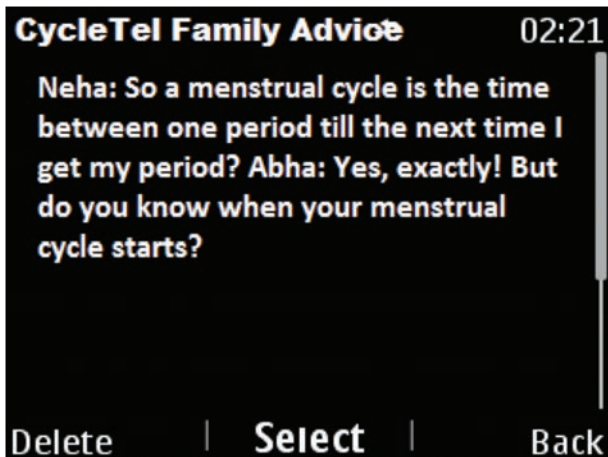 CycleTel Family Advice 02:21
Neha: So a menstrual cycle is the time
between one period till the next time I
get my period? Abha: Yes, exactly! But
do you know when your menstrual
cycle starts?
Delete Select Back